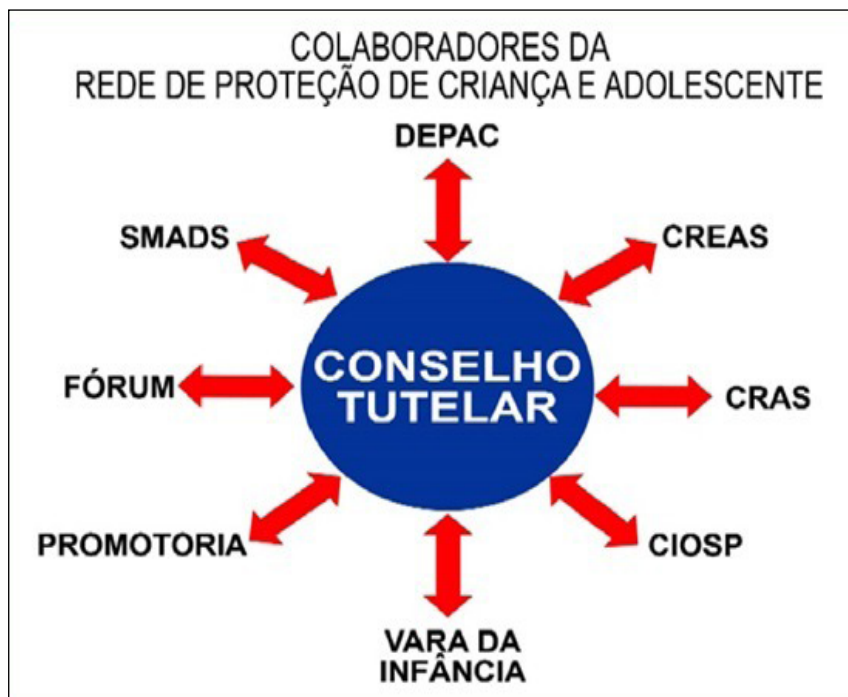 COLABORADORES DA
REDE DE PROTEÇÃO DE CRIANÇA E ADOLESCENTE
DEPAC
SMADS
CREAS
FÓRUM
CONSELHO
TUTELAR
CRAS
PROMOTORIA
CIOSP
VARA DA
INFÂNCIA